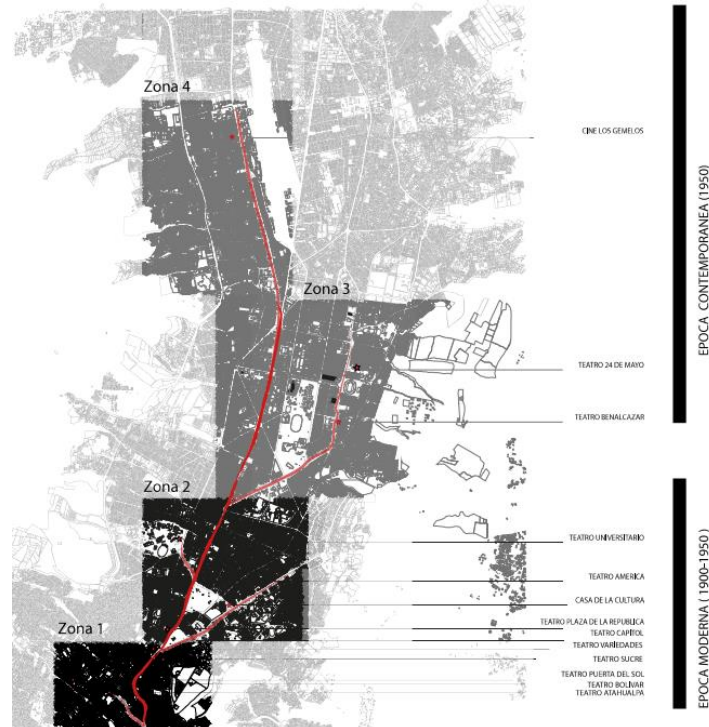 Zona 4
CINE LOS GEMELOS
EPOCA CONTEMPORANEA (1950)
Zona 3
TEATRO 24 DE MAYO
TEATRO BENALCAZAR
Zona 2
TEATRO UNIVERSITARIO
TEATRO AMERICA
CASA DE LA CULTURA
TEATRO PLAZA DE LA REPUBLICA
Zona 1
TEATRO CAPITOL
TEATRO VARIEDADES
TEATRO SUCRE
TEATRO PUERTA DEL SOL
TEATRO BOLIVAR
TEATRO ATAHUALPA
EPOCA MODERNA ( 1900-1950 )